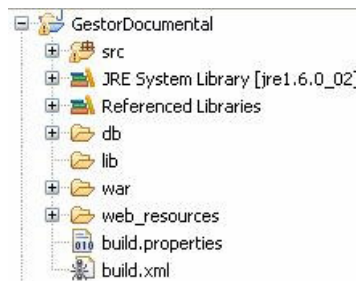 GestorDocumental
src
JRE System Library [jre1.6.0_02]
Referenced Libraries
db
lib
war
web_resources
build.properties
build.xml